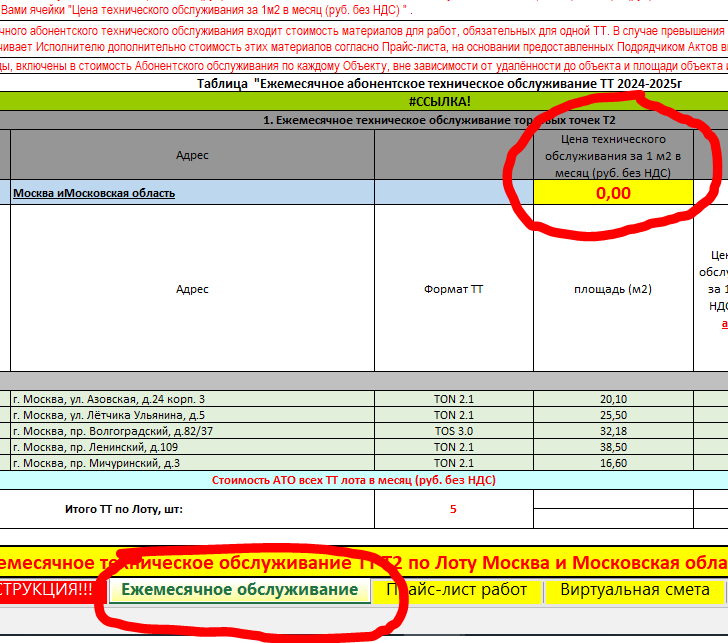 Вами ячейки "Цена технического обслуживания за 1м2 в месяц (руб. без НДС) " .
чного абонентского технического обслуживания входит стоимость материалов для работ, обязательных для одной ТТ. В случае превышения
чивает Исполнителю дополнительно стоимость этих материалов согласно Прайс-листа, на основании предоставленных Подрядчиком Актов в
ды, включены в стоимость Абонентского обслуживания по каждому Объекту, вне зависимости от удалённости до объекта и площади объекта и
Таблица "Ежемесячное абонентское техническое обслуживание ТТ 2024-2025г
#ССЫЛКА!
1. Ежемесячное техническое обслуживание торговых точек Т2
Адрес
Цена технического
обслуживания за 1 м2 в
месяц (руб. без НДС)
Москва иМосковская область
0,00
Адрес
Формат ТТ
площадь (м2)
Цен
обслу
за 1
НДС
а
г. Москва, ул. Азовская, д.24 корп. 3 TON 2.1 20,10
г. Москва, ул. Лётчика Ульянина, д.5 TON 2.1 25,50
г. Москва, пр. Волгоградский, д.82/37 TOS 3.0 32,18
г. Москва, пр. Ленинский, д.109 TON 2.1 38,50
г. Москва, пр. Мичуринский, д.3 TON 2.1 16,60
Стоимость АТО всех ТТ лота в месяц (руб. без НДС)
Итого ТТ по Лоту, шт: 5
емесячное техническое обслуживание ТТ Т2 по Лоту Москва и Московская обла
СТРУКЦИЯ!!! Ежемесячное обслуживание Прайс-лист работ Виртуальная смета